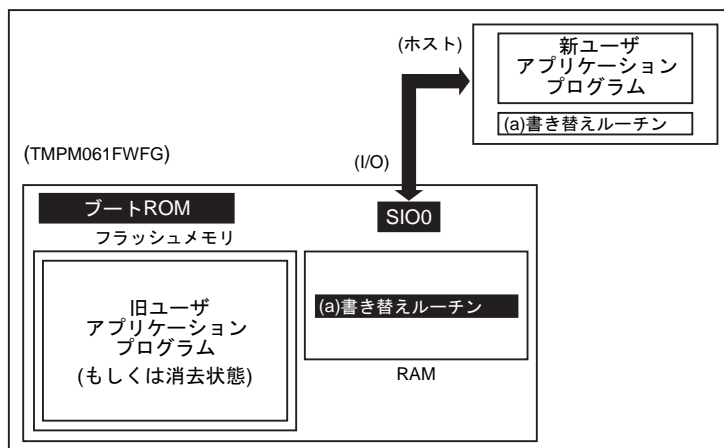 (ホスト)
新ユーザ
アプリケーション
プログラム
(a)書き替えルーチン
(TMPM061FWFG)
(I/O)
ブートROM
SIO0
フラッシュメモリ
旧ユーザ
アプリケーション
プログラム
(もしくは消去状態)
(a)書き替えルーチン
RAM